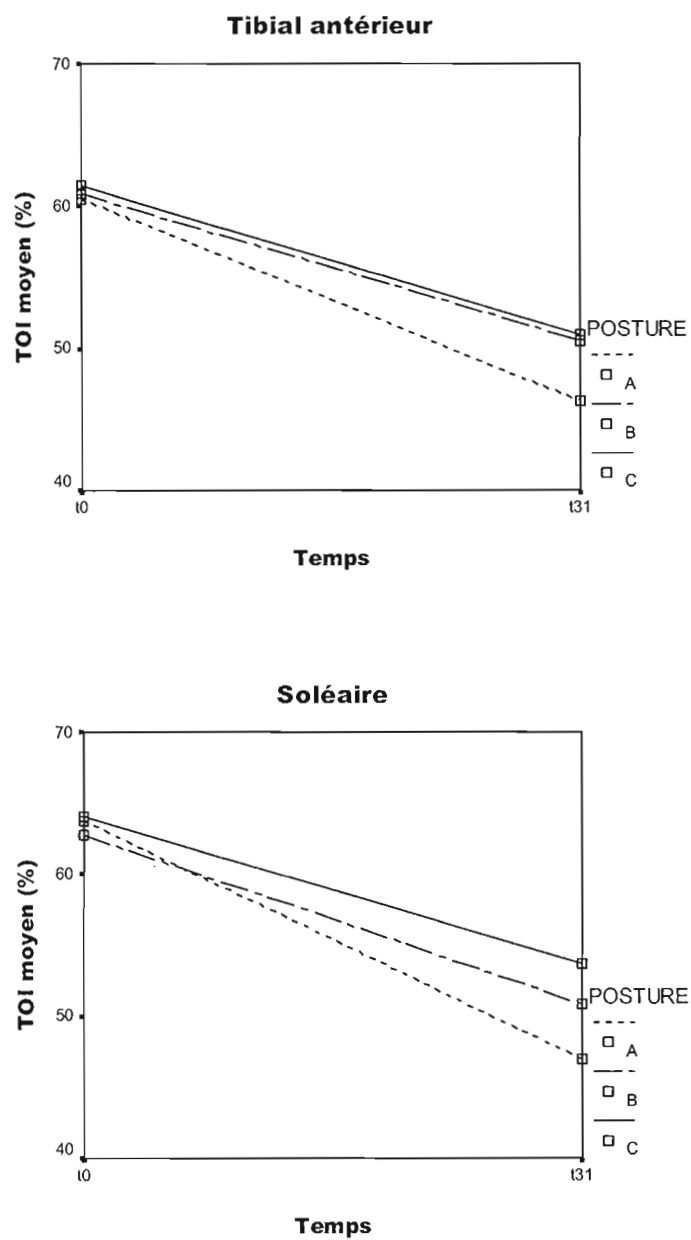 Tibial antérieur
70
60
50
40
TOI moyen (%)
t0 t31
Temps
POSTURE
A
B
C
Soléaire
70
60
50
40
TOI moyen (%)
t0 t31
Temps
POSTURE
A
B
C